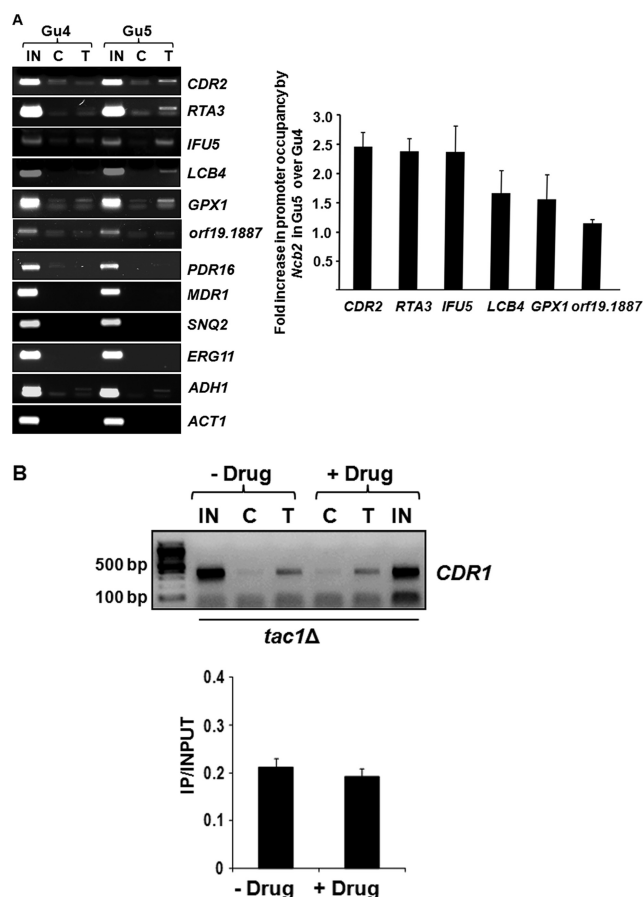 A
Gu4 Gu5
IN C T IN C T
CDR2
RTA3
IFU5
LCB4
GPX1
orf19.1887
PDR16
MDR1
SNQ2
ERG11
ADH1
ACT1
Fold increase in promoter occupancy by
Ncb2 in Gu5 over Gu4
3.0
2.5
2.0
1.5
1.0
0.5
CDR2 RTA3 IFU5 LCB4 GPX1 orf19.1887
B
- Drug + Drug
IN C T C T IN
500 bp
100 bp
CDR1
tac1Δ
IP/INPUT
0.4
0.3
0.2
0.1
0
- Drug + Drug